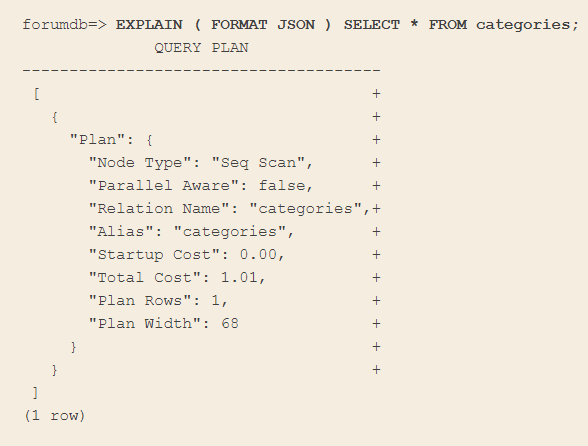 forumdb=> EXPLAIN ( FORMAT JSON ) SELECT * FROM categories;
              QUERY PLAN
---------------------------------------
 [                                    +
   {                                  +
     "Plan": {                        +
       "Node Type": "Seq Scan",       +
       "Parallel Aware": false,       +
       "Relation Name": "categories",+
       "Alias": "categories",         +
       "Startup Cost": 0.00,          +
       "Total Cost": 1.01,            +
       "Plan Rows": 1,                +
       "Plan Width": 68               +
     }                                +
   }                                  +
 ]
(1 row)